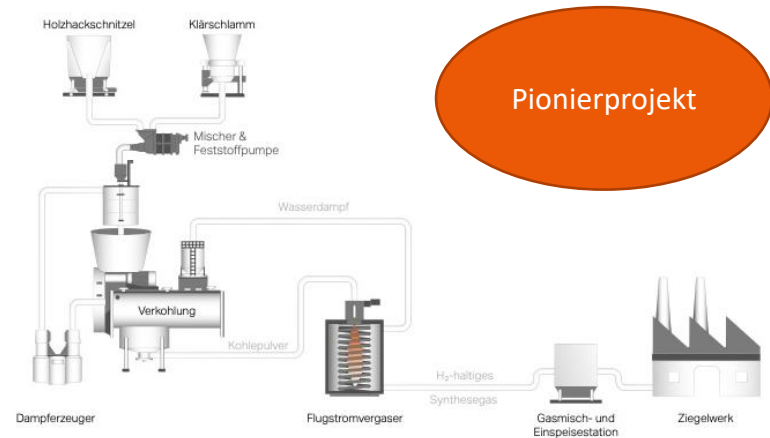 Holzhackschnitzel
Klärschlamm
Pionierprojekt
Mischer &
Feststoffpumpe
Wasserdampf
Verkohlung
Kohlepulver
H₂-haltiges
Synthesegas
Dampferzeuger
Flugstromvergaser
Gasmisch- und
Einspeisestation
Ziegelwerk